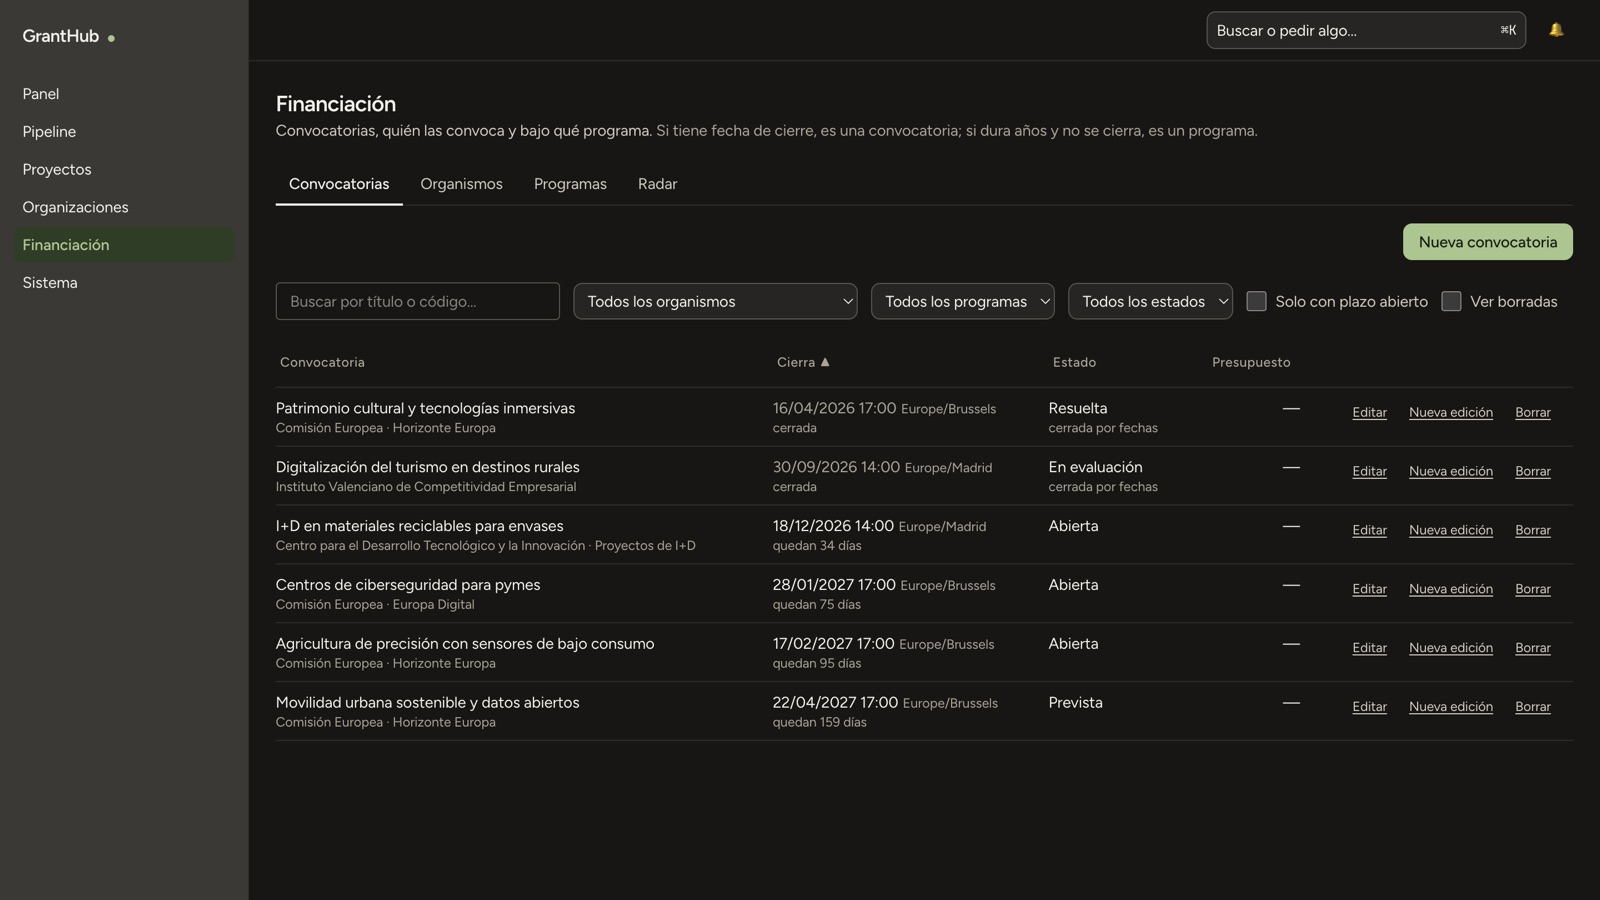 GrantHub
Buscar o pedir algo... ⌘K
Panel
Pipeline
Proyectos
Organizaciones
Financiación
Sistema
Financiación
Convocatorias, quién las convoca y bajo qué programa. Si tiene fecha de cierre, es una convocatoria; si dura años y no se cierra, es un programa.
Convocatorias Organismos Programas Radar
Nueva convocatoria
Buscar por título o código... Todos los organismos Todos los programas Todos los estados Solo con plazo abierto Ver borradas
Convocatoria Cierra ▲ Estado Presupuesto
Patrimonio cultural y tecnologías inmersivas 16/04/2026 17:00 Europe/Brussels Resuelta — Editar Nueva edición Borrar
Comisión Europea · Horizonte Europa cerrada cerrada por fechas
Digitalización del turismo en destinos rurales 30/09/2026 14:00 Europe/Madrid En evaluación — Editar Nueva edición Borrar
Instituto Valenciano de Competitividad Empresarial cerrada cerrada por fechas
I+D en materiales reciclables para envases 18/12/2026 14:00 Europe/Madrid Abierta — Editar Nueva edición Borrar
Centro para el Desarrollo Tecnológico y la Innovación · Proyectos de I+D quedan 34 días
Centros de ciberseguridad para pymes 28/01/2027 17:00 Europe/Brussels Abierta — Editar Nueva edición Borrar
Comisión Europea · Europa Digital quedan 75 días
Agricultura de precisión con sensores de bajo consumo 17/02/2027 17:00 Europe/Brussels Abierta — Editar Nueva edición Borrar
Comisión Europea · Horizonte Europa quedan 95 días
Movilidad urbana sostenible y datos abiertos 22/04/2027 17:00 Europe/Brussels Prevista — Editar Nueva edición Borrar
Comisión Europea · Horizonte Europa quedan 159 días